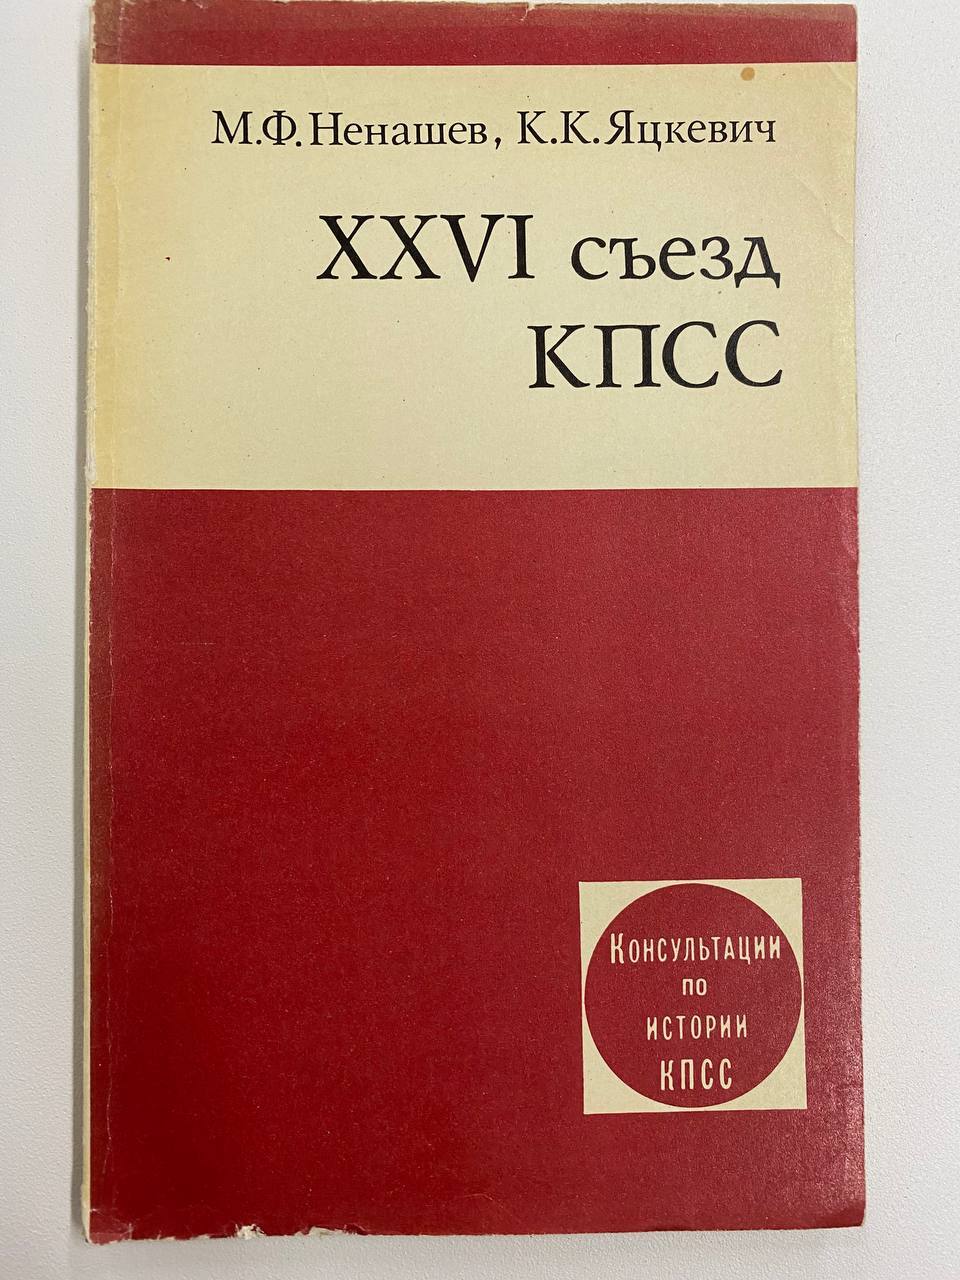 М.Ф. Ненашев, К.К. Яцкевич
XXVI съезд
КПСС
Консультации
по
истории
КПСС